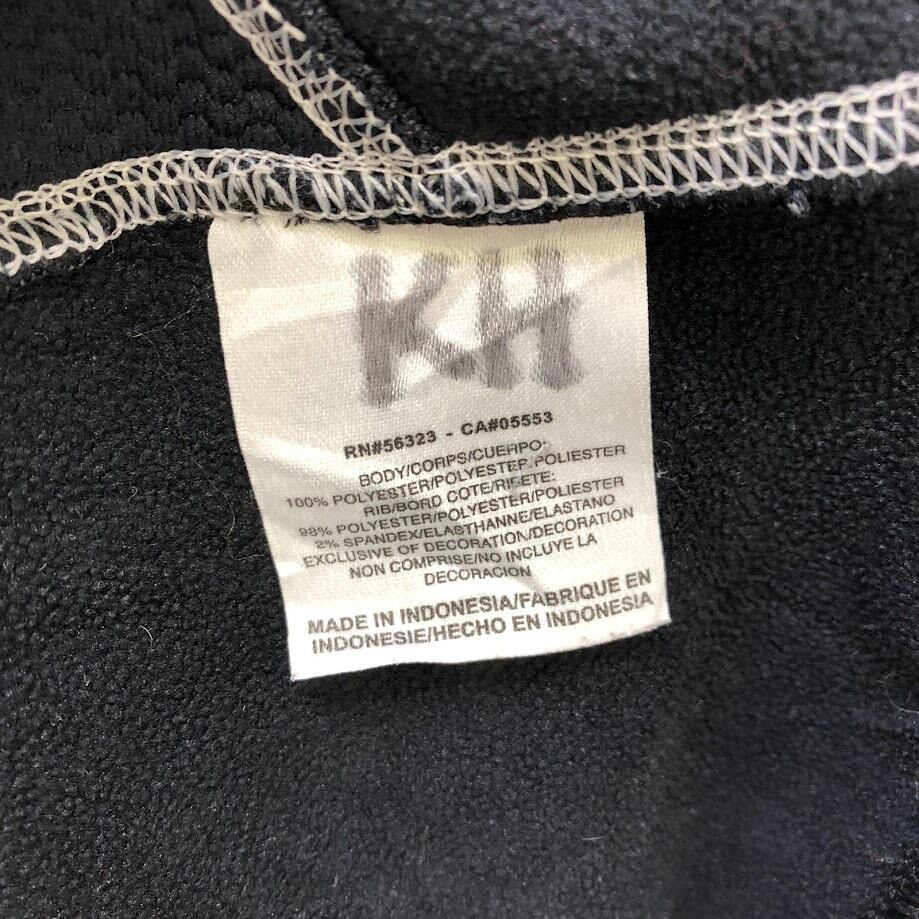 KH
RN#56323 - CA#05553
BODY/CORPS/CUERPO:
100% POLYESTER/POLYESTER/POLIESTER
RIB/BORD COTE/RIBETE:
98% POLYESTER/POLYESTER/POLIESTER
2% SPANDEX/ELASTHANNE/ELASTANO
EXCLUSIVE OF DECORATION/DECORATION
NON COMPRISE/NO INCLUYE LA
DECORACION
MADE IN INDONESIA/FABRIQUE EN
INDONESIE/HECHO EN INDONESIA